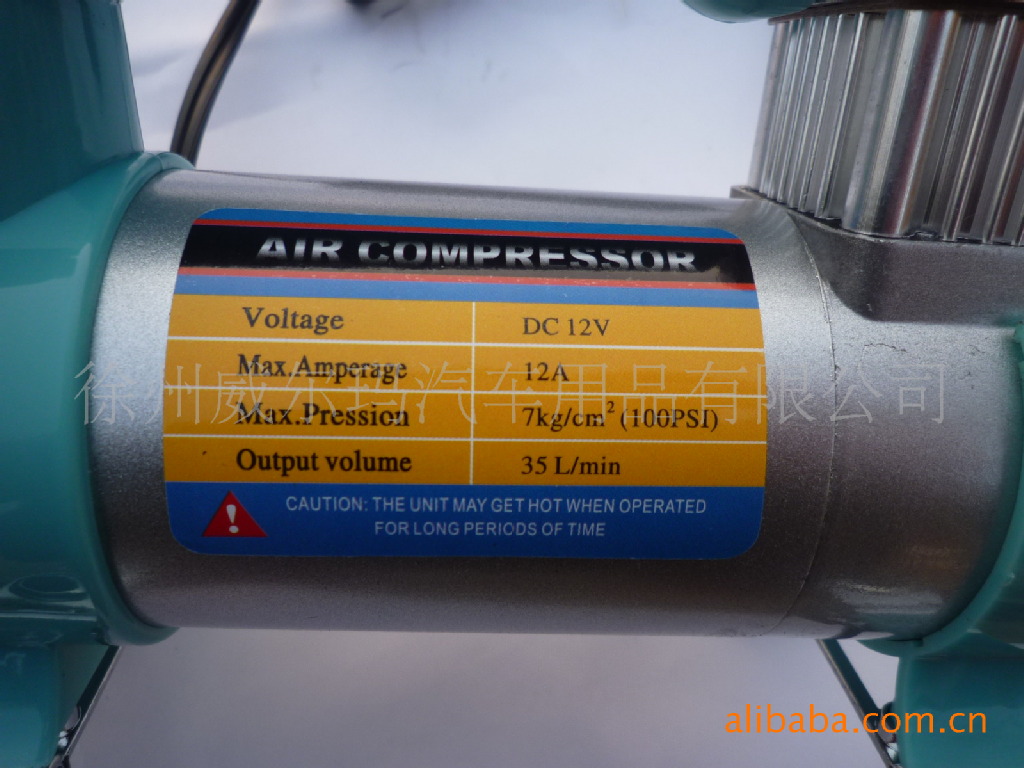 AIR COMPRESSOR
Voltage DC 12V
Max.Amperage 12A
徐州威尔玛汽车用品有限公司
Max.Pression 7kg/cm² (100PSI)
Output volume 35 L/min
CAUTION: THE UNIT MAY GET HOT WHEN OPERATED
FOR LONG PERIODS OF TIME
alibaba.com.cn